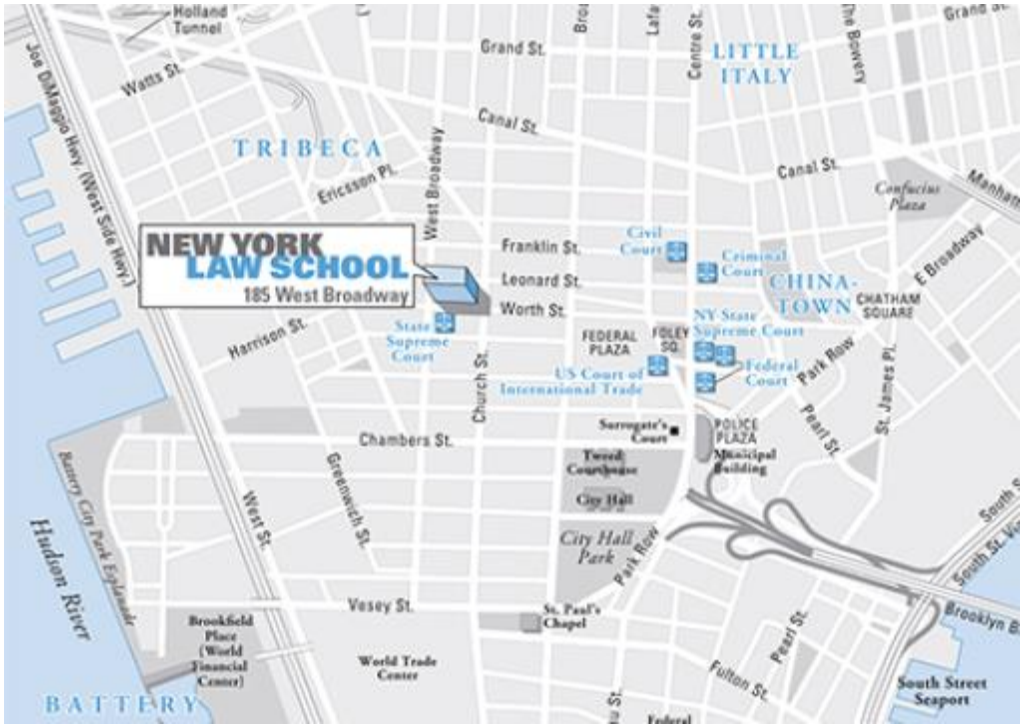 Holland
Tunnel
Joe DiMaggio Hwy. (West Side Hwy.)
Watts St.
Grand St.
Centre St.
LITTLE
ITALY
The Bowery
Grand St.
TRIBECA
Canal St.
Canal St.
Ericsson Pl.
West Broadway
Confucius
Plaza
NEW YORK
LAW SCHOOL
185 West Broadway
Franklin St.
Leonard St.
Worth St.
Civil
Court
Criminal
Court
CHINA-
TOWN
E Broadway
CHATHAM
SQUARE
Harrison St.
State
Supreme
Court
Church St.
FEDERAL
PLAZA
FOLEY
SQ.
NY State
Supreme Court
Federal
Court
US Court of
International Trade
Park Row
St. James Pl.
Pearl St.
Chambers St.
Surrogate's
Court
POLICE
PLAZA
Municipal
Building
Tweed
Courthouse
City Hall
City Hall
Park
Park Row
Greenwich St.
West St.
Battery City Park Esplanade
Hudson River
Vesey St.
St. Paul's
Chapel
Brookfield
Place
(World
Financial
Center)
World Trade
Center
BATTERY
Pearl St.
Fulton St.
South St. Vi
South S
Brooklyn B
South Street
Seaport
Federal